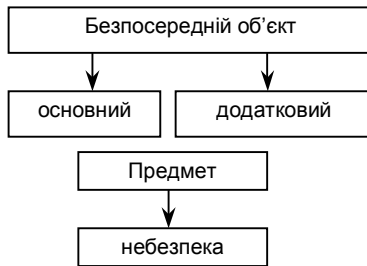 Безпосередній об’єкт
основний
додатковий
Предмет
небезпека